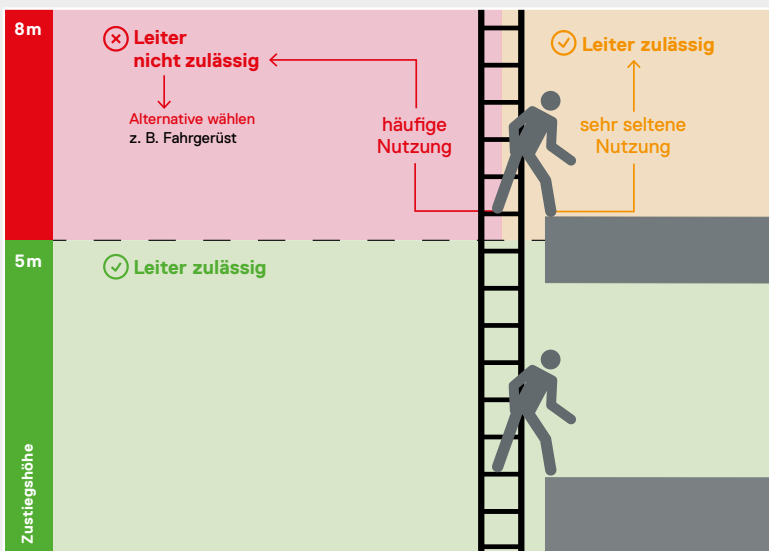 8m
Leiter
nicht zulässig
Alternative wählen
z. B. Fahrgerüst
häufige
Nutzung
Leiter zulässig
sehr seltene
Nutzung
5m
Leiter zulässig
Zustiegshöhe